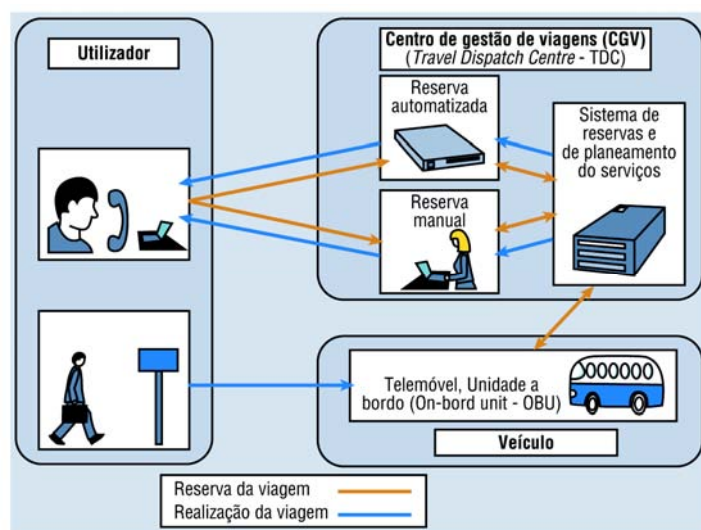 Utilizador
Centro de gestão de viagens (CGV)
(Travel Dispatch Centre - TDC)
Reserva
automatizada
Sistema de
reservas e
de planeamento
do serviços
Reserva
manual
Telemóvel, Unidade a
bordo (On-bord unit - OBU)
Veículo
Reserva da viagem
Realização da viagem